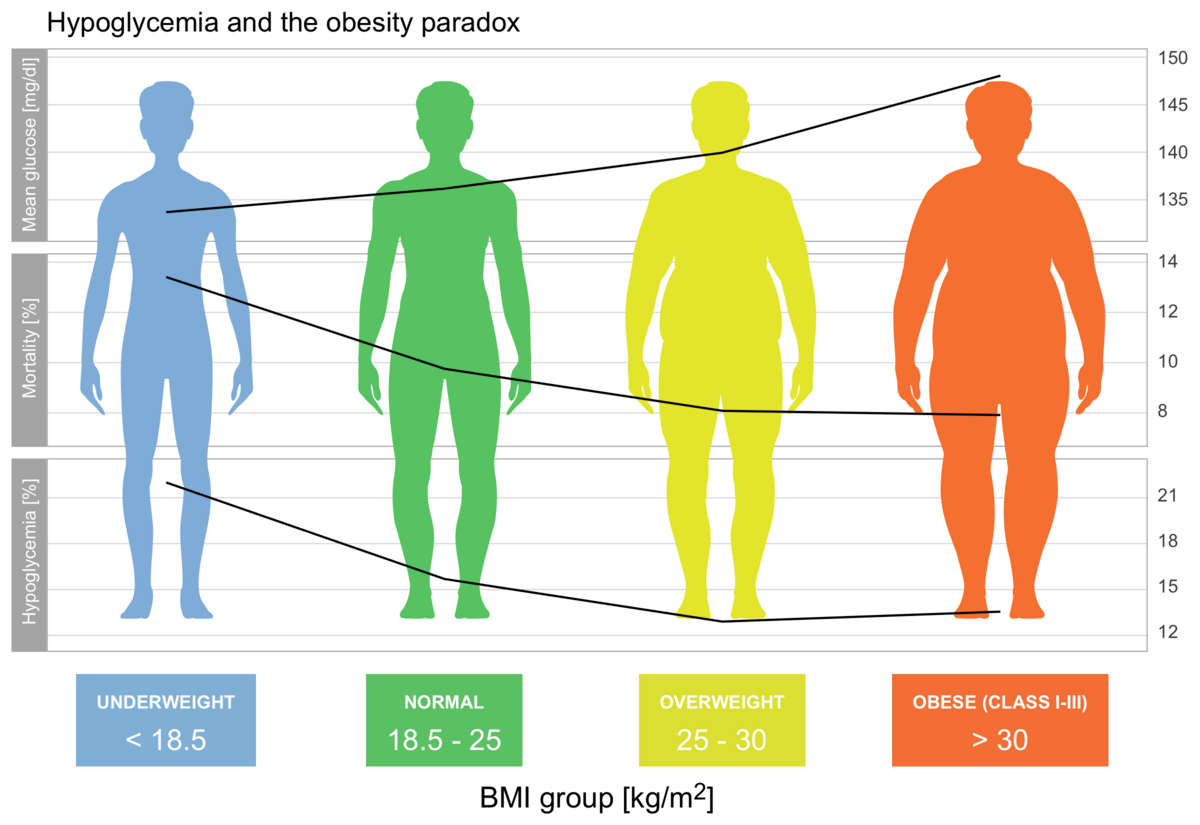 Hypoglycemia and the obesity paradox
Mean glucose [mg/dl]
150
145
140
135
Mortality [%]
14
12
10
8
Hypoglycemia [%]
21
18
15
12
UNDERWEIGHT
< 18.5
NORMAL
18.5 - 25
OVERWEIGHT
25 - 30
OBESE (CLASS I-III)
> 30
BMI group [kg/m²]